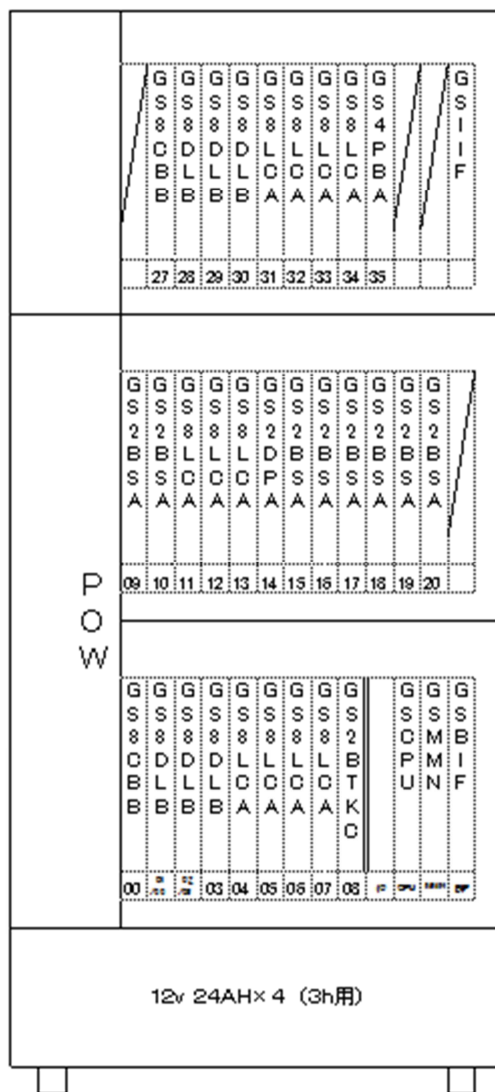 GS8CBB GS8DLB GS8DLB GS8DLB GS8LCA GS8LCA GS8LCA GS8LCA GS4PBA GSIIF
27 28 29 30 31 32 33 34 35
GS2BSA GS2BSA GS8LCA GS8LCA GS8LCA GS2DPA GS2BSA GS2BSA GS2BSA GS2BSA GS2BSA GS2BSA
09 10 11 12 13 14 15 16 17 18 19 20
POW
GS8CBB GS8DLB GS8DLB GS8DLB GS8LCA GS8LCA GS8LCA GS8LCA GS2BTKC GSCPU GSMMN GSBIF
00 03 04 05 06 07 08 CPU BIF
12v 24AH×4 (3h用)